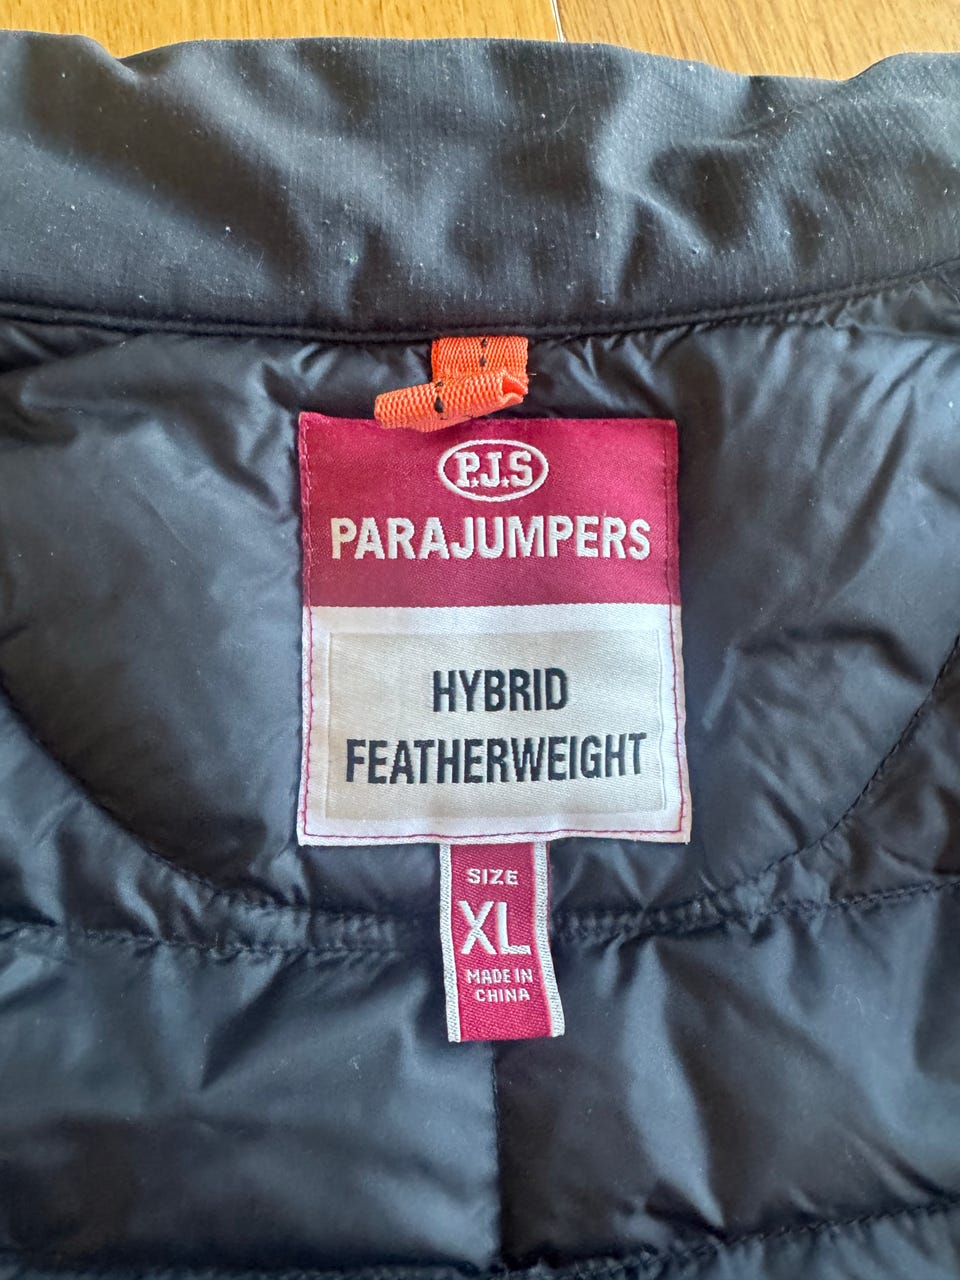 P.J.S
PARAJUMPERS
HYBRID
FEATHERWEIGHT
SIZE
XL
MADE IN
CHINA